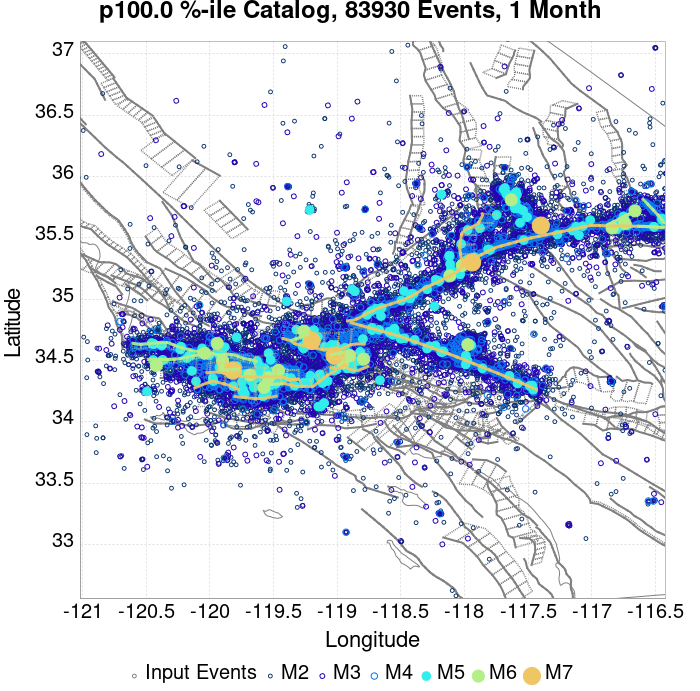 p100.0 %-ile Catalog, 83930 Events, 1 Month
37
36.5
36
35.5
35
34.5
34
33.5
33
Latitude
-121 -120.5 -120 -119.5 -119 -118.5 -118 -117.5 -117 -116.5
Longitude
Input Events M2 M3 M4 M5 M6 M7